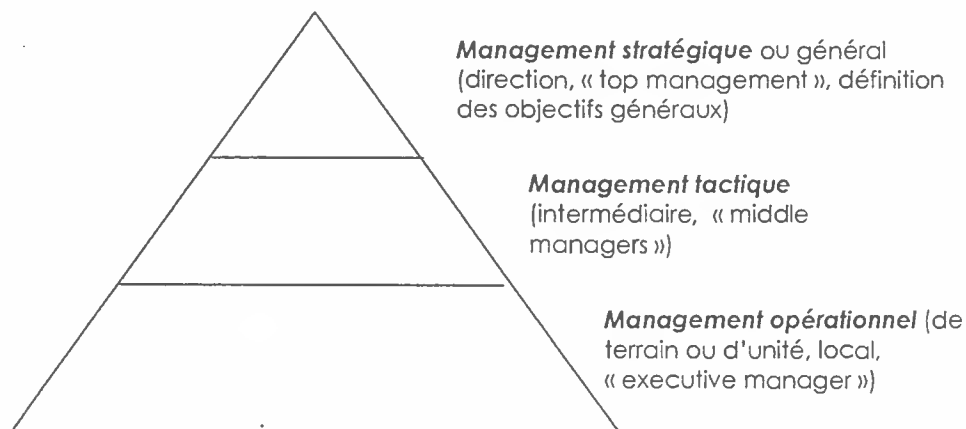 Management stratégique ou général
(direction, « top management », définition
des objectifs généraux)
Management tactique
(intermédiaire, « middle
managers »)
Management opérationnel (de
terrain ou d'unité, local,
« executive manager »)